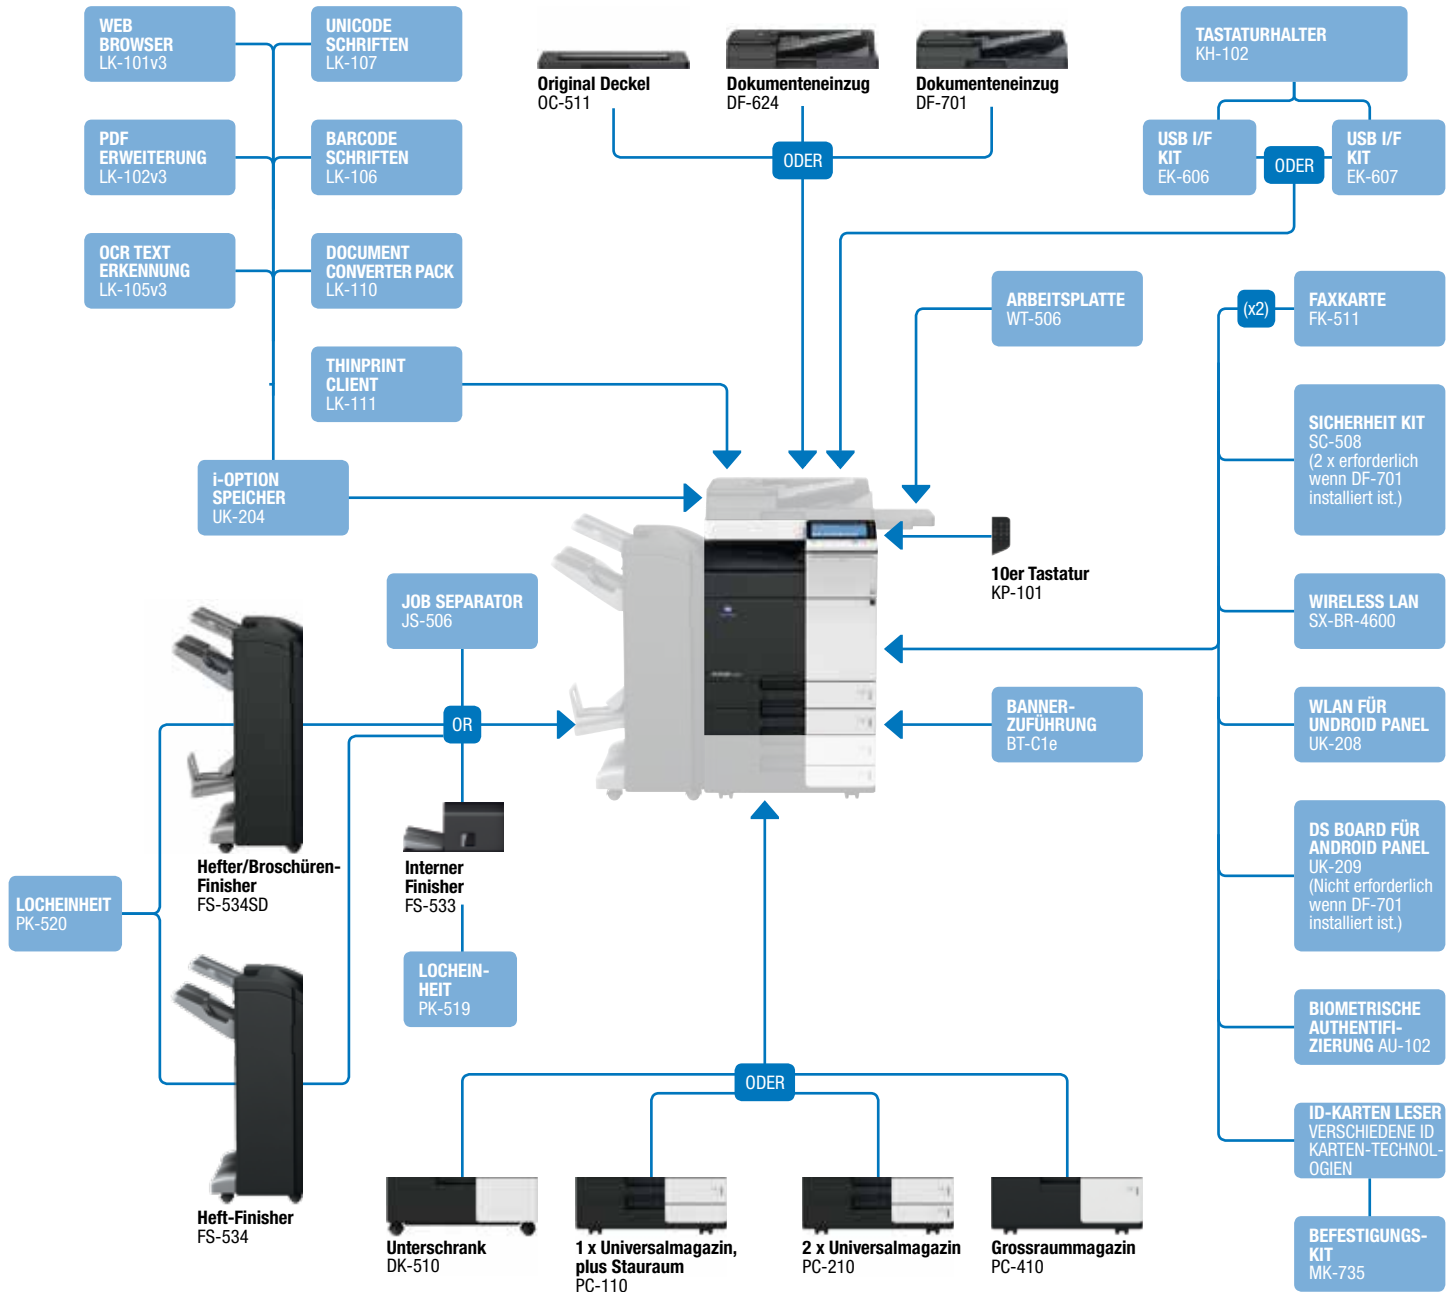 WEB
BROWSER
LK-101v3
UNICODE
SCHRIFTEN
LK-107
Original Deckel
OC-511
Dokumenteneinzug
DF-624
Dokumenteneinzug
DF-701
TASTATURHALTER
KH-102
PDF
ERWEITERUNG
LK-102v3
BARCODE
SCHRIFTEN
LK-106
ODER
USB I/F
KIT
EK-606
ODER
USB I/F
KIT
EK-607
OCR TEXT
ERKENNUNG
LK-105v3
DOCUMENT
CONVERTER PACK
LK-110
ARBEITSPLATTE
WT-506
(x2)
FAXKARTE
FK-511
THINPRINT
CLIENT
LK-111
SICHERHEIT KIT
SC-508
(2 x erforderlich
wenn DF-701
installiert ist.)
i-OPTION
SPEICHER
UK-204
10er Tastatur
KP-101
JOB SEPARATOR
JS-506
WIRELESS LAN
SX-BR-4600
OR
BANNER-
ZUFÜHRUNG
BT-C1e
WLAN FÜR
UNDROID PANEL
UK-208
Hefter/Broschüren-
Finisher
FS-534SD
Interner
Finisher
FS-533
DS BOARD FÜR
ANDROID PANEL
UK-209
(Nicht erforderlich
wenn DF-701
installiert ist.)
LOCHEINHEIT
PK-520
LOCHEIN-
HEIT
PK-519
BIOMETRISCHE
AUTHENTIFI-
ZIERUNG AU-102
ODER
ID-KARTEN LESER
VERSCHIEDENE ID
KARTEN-TECHNOL-
OGIEN
Heft-Finisher
FS-534
Unterschrank
DK-510
1 x Universalmagazin,
plus Stauraum
PC-110
2 x Universalmagazin
PC-210
Grossraummagazin
PC-410
BEFESTIGUNGS-
KIT
MK-735